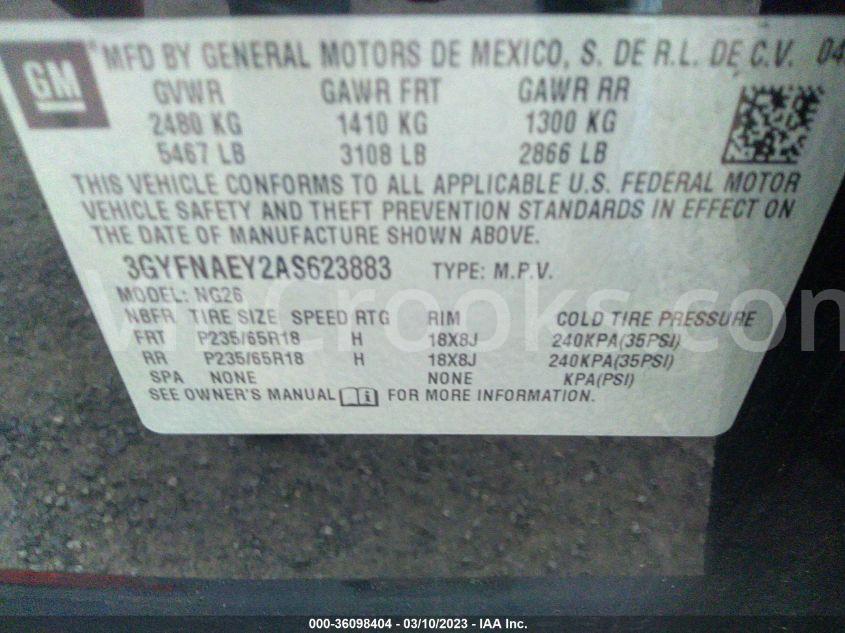 GM
MFD BY GENERAL MOTORS DE MEXICO, S. DE R.L. DE C.V. 04
GVWR GAWR FRT GAWR RR
2480 KG 1410 KG 1300 KG
5467 LB 3108 LB 2866 LB
THIS VEHICLE CONFORMS TO ALL APPLICABLE U.S. FEDERAL MOTOR
VEHICLE SAFETY AND THEFT PREVENTION STANDARDS IN EFFECT ON
THE DATE OF MANUFACTURE SHOWN ABOVE.
3GYFNAEY2AS623883 TYPE: M.P.V.
MODEL: NG26
NBFR TIRE SIZE SPEED RTG RIM COLD TIRE PRESSURE
FRT P235/65R18 H 18X8J 240KPA(35PSI)
RR P235/65R18 H 18X8J 240KPA(35PSI)
SPA NONE NONE KPA(PSI)
SEE OWNER'S MANUAL FOR MORE INFORMATION.
000-36098404 — 03/10/2023 — IAA Inc.